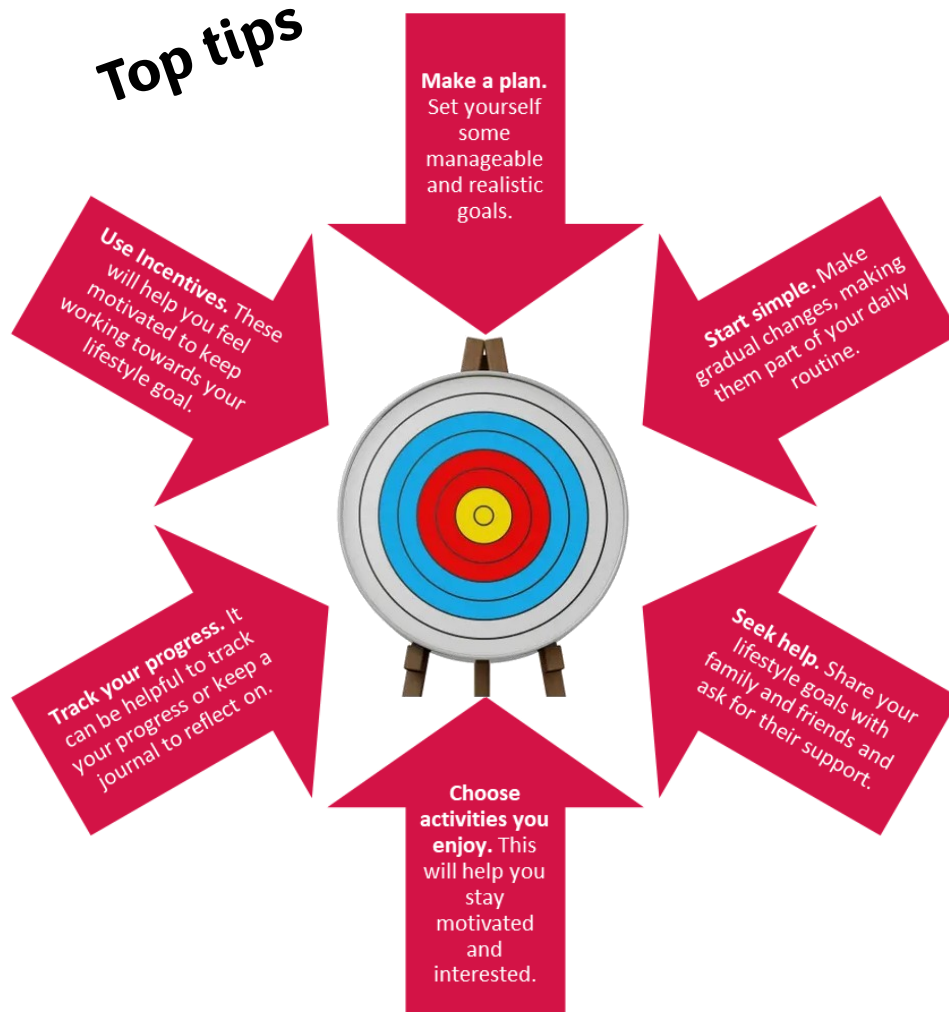 Top tips
Make a plan.
Set yourself
some
manageable
and realistic
goals.
Start simple. Make
gradual changes, making
them part of your daily
routine.
Seek help. Share your
lifestyle goals with
family and friends and
ask for their support.
Choose
activities you
enjoy. This
will help you
stay
motivated
and
interested.
Track your progress. It
can be helpful to track
your progress or keep a
journal to reflect on.
Use Incentives. These
will help you feel
motivated to keep
working towards your
lifestyle goal.